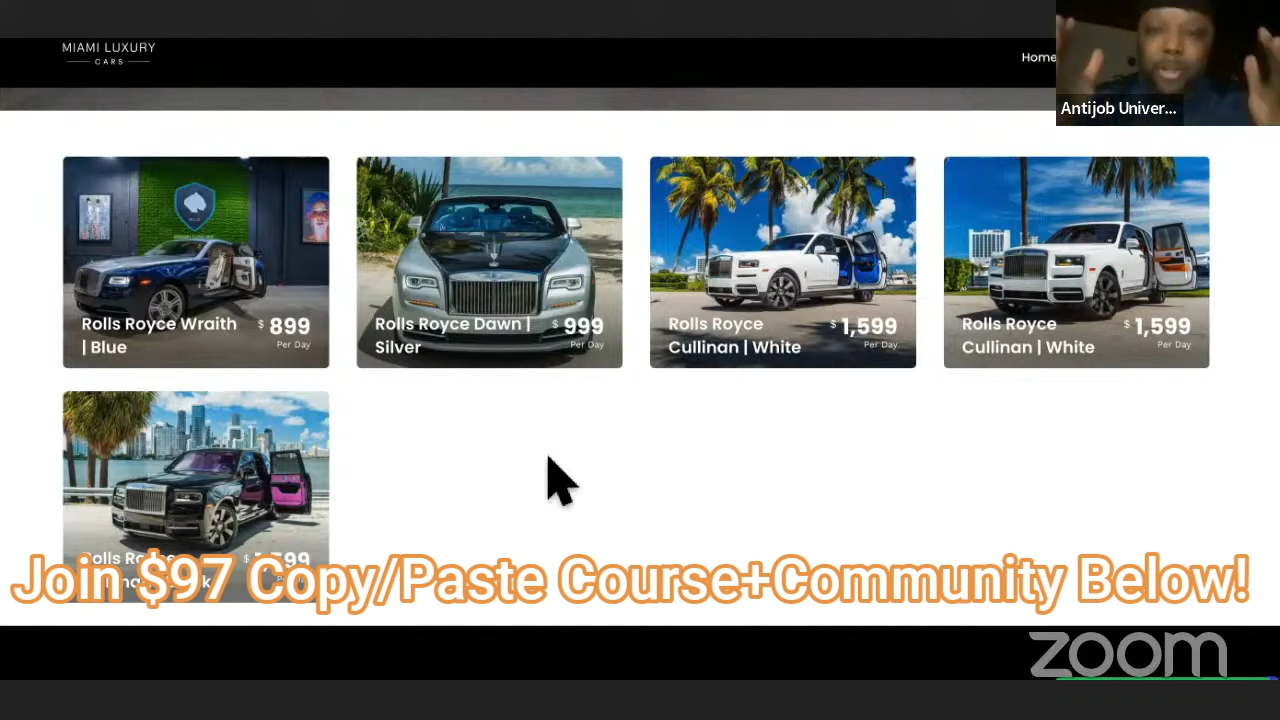 MIAMI LUXURY
CARS
Home
Antijob Univer...
Rolls Royce Wraith
| Blue
$ 899
Per Day
Rolls Royce Dawn |
Silver
$ 999
Per Day
Rolls Royce
Cullinan | White
$ 1,599
Per Day
Rolls Royce
Cullinan | White
$ 1,599
Per Day
Join $97 Copy/Paste Course+Community Below!
zoom